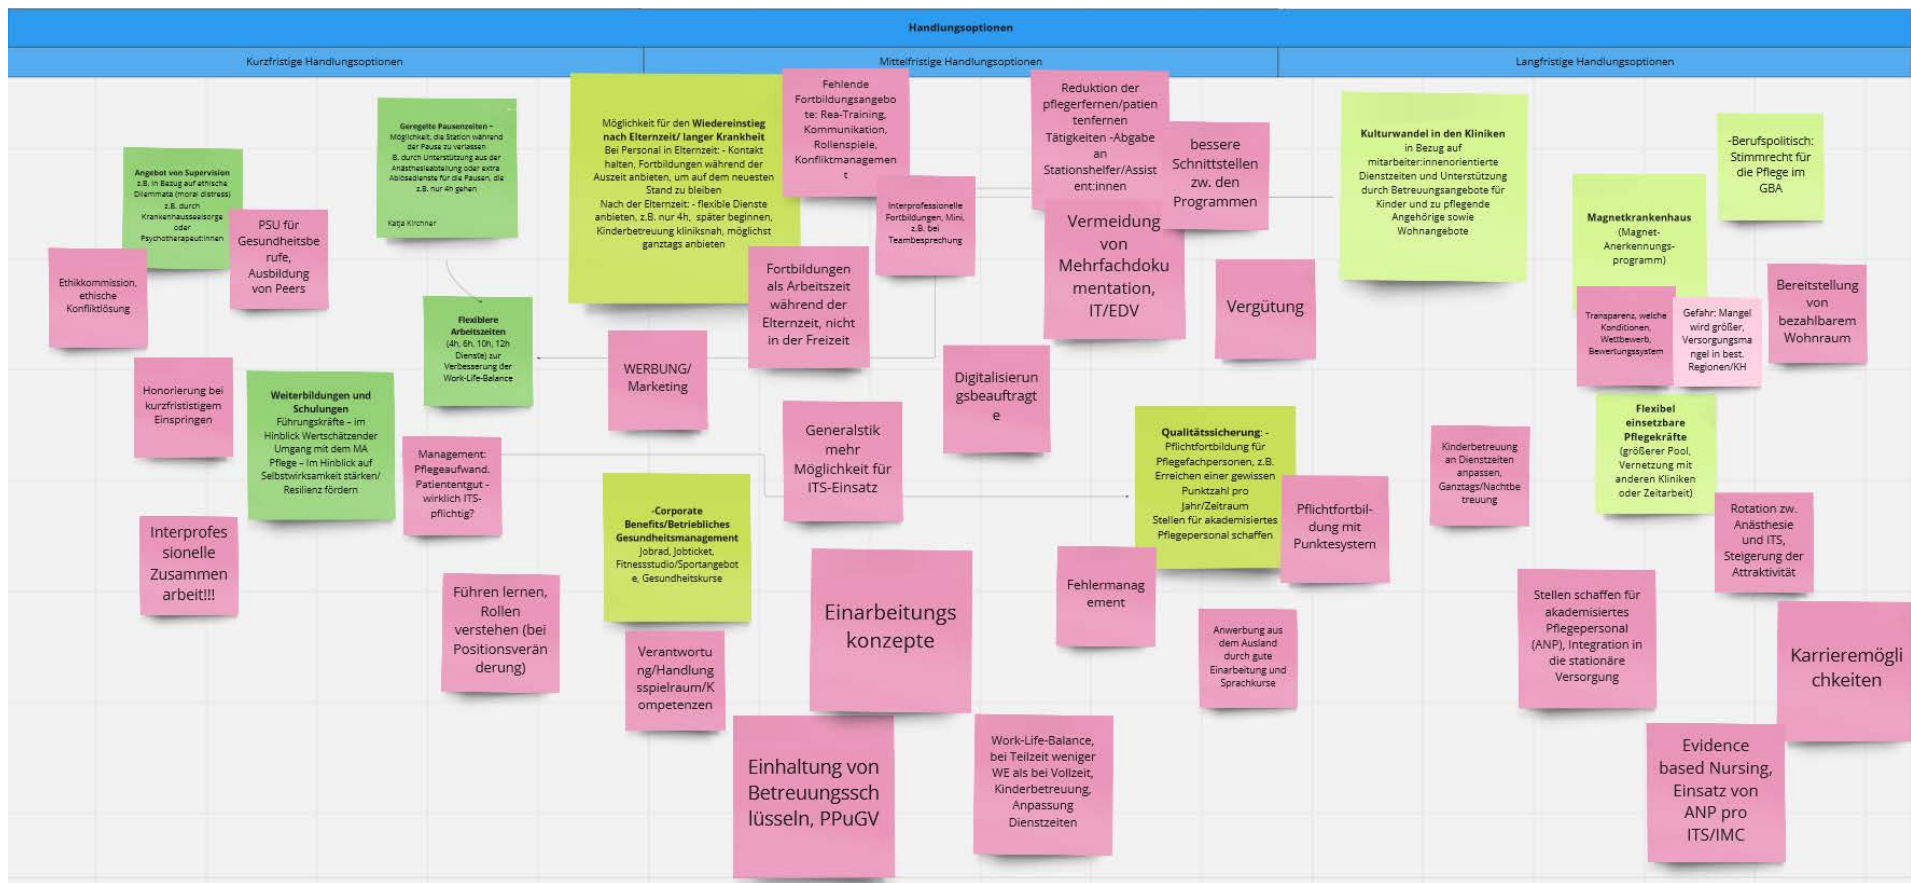 Handlungsoptionen
Kurzfristige Handlungsoptionen
Mittelfristige Handlungsoptionen
Langfristige Handlungsoptionen
Geregelte Pausenzeiten –
Möglichkeit, die Station während
der Pause zu verlassen
B. durch Unterstützung aus der
Anästhesieabteilung oder extra
Ablösedienste für die Pausen, die
z.B. nur 4h gehen
Katja Kirchner
Angebot von Supervision
z.B. in Bezug auf ethische
Dilemmata (moral distress)
z.B. durch
Krankenhausseelsorge
oder
Psychotherapeut:innen
PSU für
Gesundheitsbe
rufe,
Ausbildung
von Peers
Ethikkommission,
ethische
Konfliktlösung
Flexiblere
Arbeitszeiten
(4h, 6h, 10h, 12h
Dienste) zur
Verbesserung der
Work-Life-Balance
Honorierung bei
kurzfrististigem
Einspringen
Weiterbildungen und
Schulungen
Führungskräfte – im
Hinblick Wertschätzender
Umgang mit dem MA
Pflege – Im Hinblick auf
Selbstwirksamkeit stärken/
Resilienz fördern
Management:
Pflegeaufwand.
Patientengut -
wirklich ITS-
pflichtig?
Interprofes
sionelle
Zusammen
arbeit!!!
Führen lernen,
Rollen
verstehen (bei
Positionsverän
derung)
Möglichkeit für den Wiedereinstieg
nach Elternzeit/ langer Krankheit
Bei Personal in Elternzeit: - Kontakt
halten, Fortbildungen während der
Auszeit anbieten, um auf dem neuesten
Stand zu bleiben
Nach der Elternzeit: - flexible Dienste
anbieten, z.B. nur 4h, später beginnen,
Kinderbetreuung kliniksnah, möglichst
ganztags anbieten
Fehlende
Fortbildungsangebo
te: Rea-Training,
Kommunikation,
Rollenspiele,
Konfliktmanagemen
t
Interprofessionelle
Fortbildungen, Mini,
z.B. bei
Teambesprechung
Fortbildungen
als Arbeitszeit
während der
Elternzeit, nicht
in der Freizeit
WERBUNG/
Marketing
Reduktion der
pflegerfernen/patien
tenfernen
Tätigkeiten -Abgabe
an
Stationshelfer/Assist
ent:innen
bessere
Schnittstellen
zw. den
Programmen
Vermeidung
von
Mehrfachdoku
mentation,
IT/EDV
Vergütung
Digitalisierun
gsbeauftragt
e
Generalstik
mehr
Möglichkeit für
ITS-Einsatz
-Corporate
Benefits/Betriebliches
Gesundheitsmanagement
Jobrad, Jobticket,
Fitnessstudio/Sportangebot
e, Gesundheitskurse
Qualitätssicherung: -
Pflichtfortbildung für
Pflegefachpersonen, z.B.
Erreichen einer gewissen
Punktzahl pro
Jahr/Zeitraum
Stellen für akademisiertes
Pflegepersonal schaffen
Pflichtfortbil-
dung mit
Punktesystem
Fehlermanag
ement
Einarbeitungs
konzepte
Verantwortu
ng/Handlung
sspielraum/K
ompetenzen
Anwerbung aus
dem Ausland
durch gute
Einarbeitung und
Sprachkurse
Einhaltung von
Betreuungssch
lüsseln, PPuGV
Work-Life-Balance,
bei Teilzeit weniger
WE als bei Vollzeit,
Kinderbetreuung,
Anpassung
Dienstzeiten
Kulturwandel in den Kliniken
in Bezug auf
mitarbeiter:innenorientierte
Dienstzeiten und Unterstützung
durch Betreuungsangebote für
Kinder und zu pflegende
Angehörige sowie
Wohnangebote
-Berufspolitisch:
Stimmrecht für
die Pflege im
GBA
Magnetkrankenhaus
(Magnet-
Anerkennungs-
programm)
Transparenz, welche
Konditionen,
Wettbewerb,
Bewertungssystem
Gefahr: Mangel
wird größer,
Versorgungsma
ngel in best.
Regionen/KH
Bereitstellung
von
bezahlbarem
Wohnraum
Flexibel
einsetzbare
Pflegekräfte
(größerer Pool,
Vernetzung mit
anderen Kliniken
oder Zeitarbeit)
Kinderbetreuung
an Dienstzeiten
anpassen,
Ganztags/Nachtbe
treuung
Rotation zw.
Anästhesie
und ITS,
Steigerung der
Attraktivität
Stellen schaffen für
akademisiertes
Pflegepersonal
(ANP), Integration in
die stationäre
Versorgung
Karrieremögli
chkeiten
Evidence
based Nursing,
Einsatz von
ANP pro
ITS/IMC